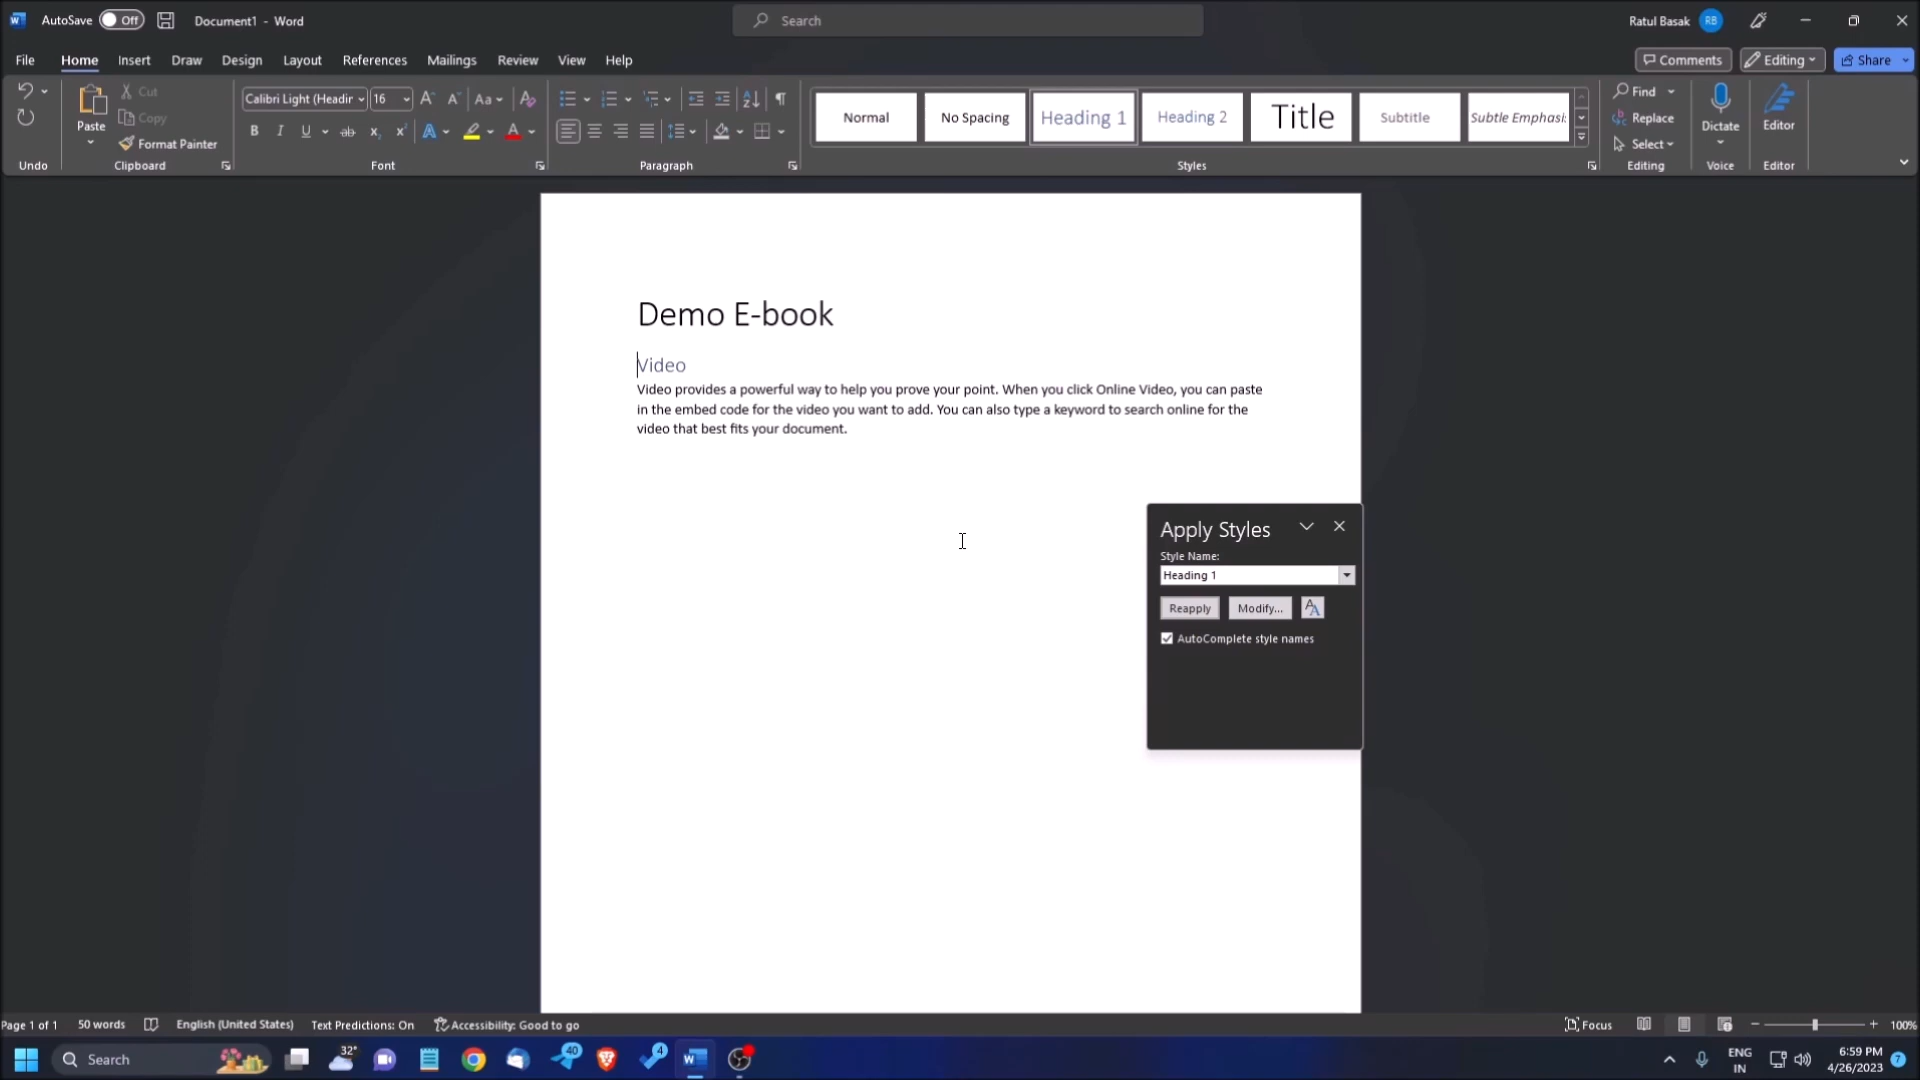 AutoSave Off Document1 - Word Search Ratul Basak RB
File Home Insert Draw Design Layout References Mailings Review View Help Comments Editing Share
Paste Cut Copy Format Painter
Calibri Light (Headir 16 Aa
B I U ab x x A A
Normal No Spacing Heading 1 Heading 2 Title Subtitle Subtle Emphasi
Find Replace Select
Dictate Editor
Undo Clipboard Font Paragraph Styles Editing Voice Editor
Demo E-book
Video
Video provides a powerful way to help you prove your point. When you click Online Video, you can paste
in the embed code for the video you want to add. You can also type a keyword to search online for the
video that best fits your document.
Apply Styles
Style Name:
Heading 1
Reapply Modify...
AutoComplete style names
Page 1 of 1 50 words English (United States) Text Predictions: On Accessibility: Good to go Focus 100%
Search 32° 40 4 ENG IN 6:59 PM 4/26/2023 7